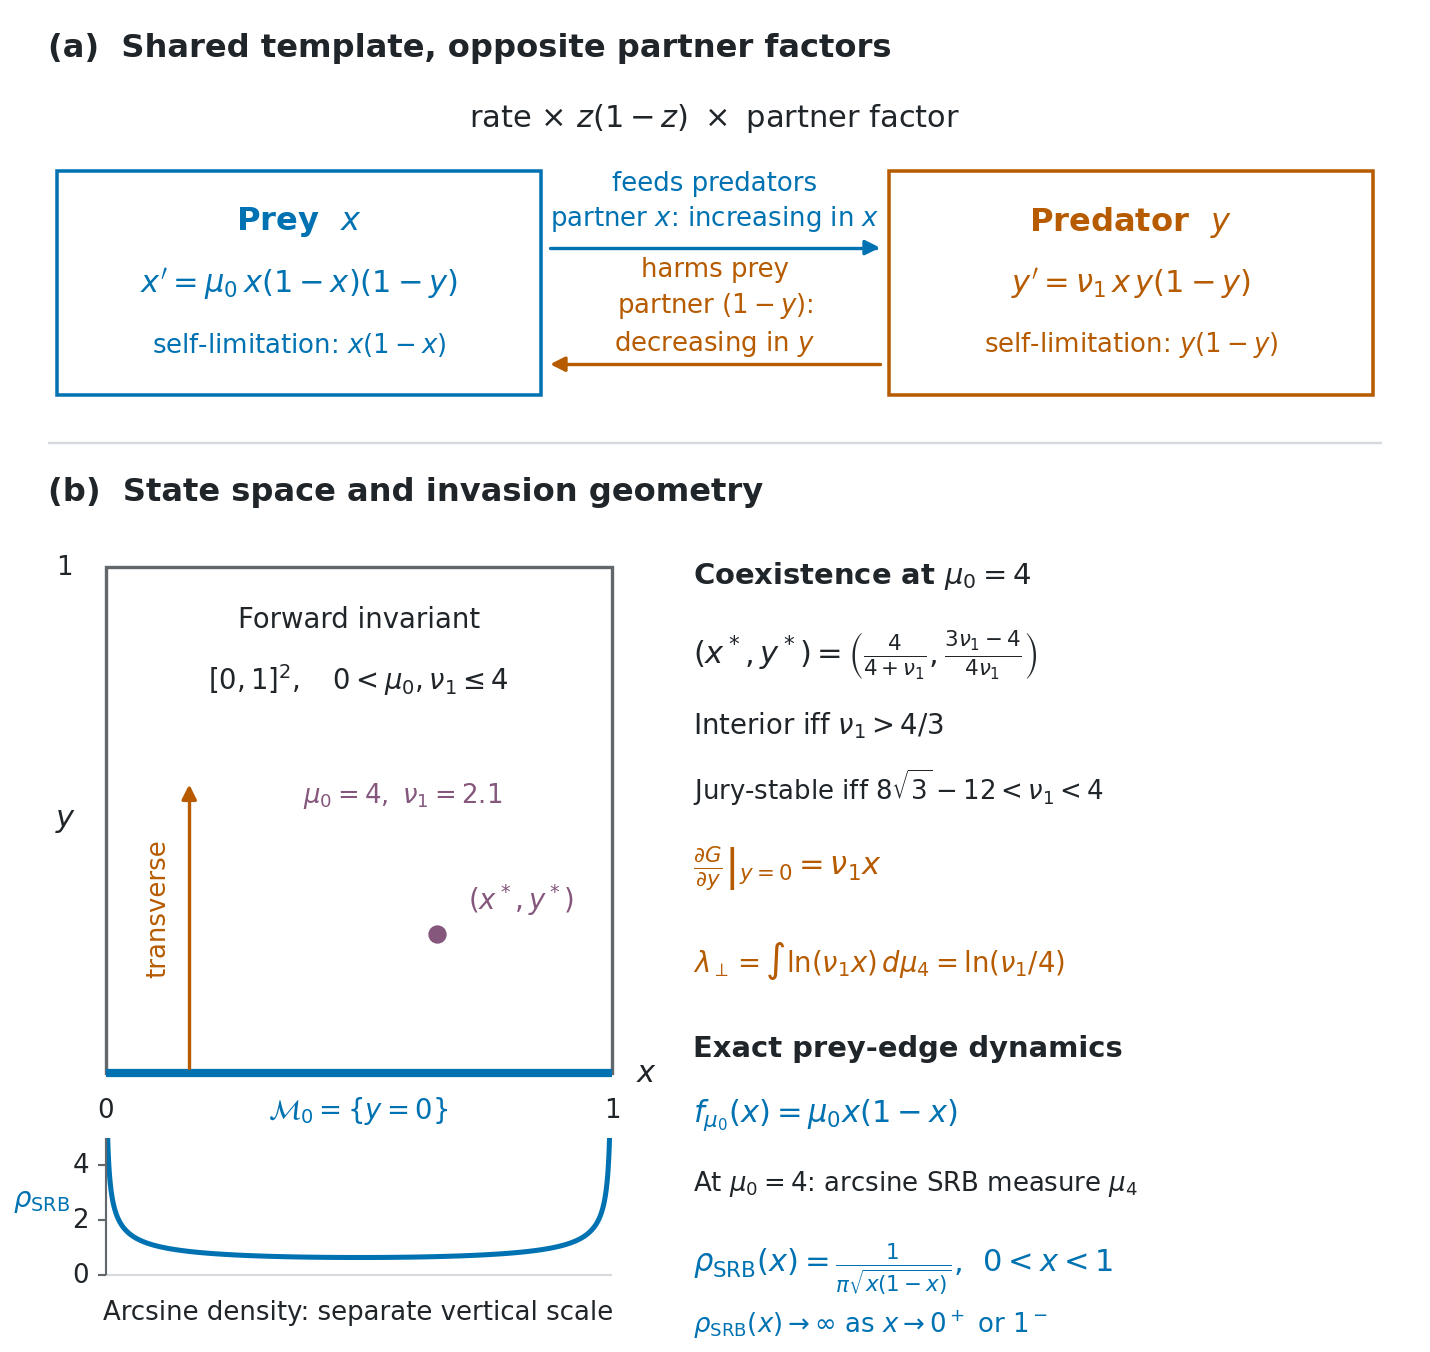 (a) Shared template, opposite partner factors
rate × z(1 − z) × partner factor
Prey x
x′ = μ₀ x(1 − x)(1 − y)
self-limitation: x(1 − x)
feeds predators
partner x: increasing in x
harms prey
partner (1 − y):
decreasing in y
Predator y
y′ = ν₁ x y(1 − y)
self-limitation: y(1 − y)
(b) State space and invasion geometry
1
Forward invariant
[0, 1]², 0 < μ₀, ν₁ ≤ 4
μ₀ = 4, ν₁ = 2.1
y
transverse
(x*, y*)
x
0
ℳ₀ = {y = 0}
1
4
ρ_SRB
2
0
Arcsine density: separate vertical scale
Coexistence at μ₀ = 4
(x*, y*) = (4/(4 + ν₁), (3ν₁ − 4)/(4ν₁))
Interior iff ν₁ > 4/3
Jury-stable iff 8√3 − 12 < ν₁ < 4
∂G/∂y |_{y=0} = ν₁x
λ_⊥ = ∫ ln(ν₁x) dμ₄ = ln(ν₁/4)
Exact prey-edge dynamics
f_{μ₀}(x) = μ₀x(1 − x)
At μ₀ = 4: arcsine SRB measure μ₄
ρ_SRB(x) = 1/(π√(x(1 − x))), 0 < x < 1
ρ_SRB(x) → ∞ as x → 0⁺ or 1⁻